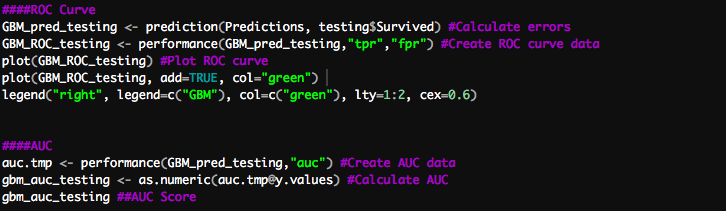 ####ROC Curve
GBM_pred_testing <- prediction(Predictions, testing$Survived) #Calculate errors
GBM_ROC_testing <- performance(GBM_pred_testing,"tpr","fpr") #Create ROC curve data
plot(GBM_ROC_testing) #Plot ROC curve
plot(GBM_ROC_testing, add=TRUE, col="green")
legend("right", legend=c("GBM"), col=c("green"), lty=1:2, cex=0.6)
####AUC
auc.tmp <- performance(GBM_pred_testing,"auc") #Create AUC data
gbm_auc_testing <- as.numeric(auc.tmp@y.values) #Calculate AUC
gbm_auc_testing ##AUC Score